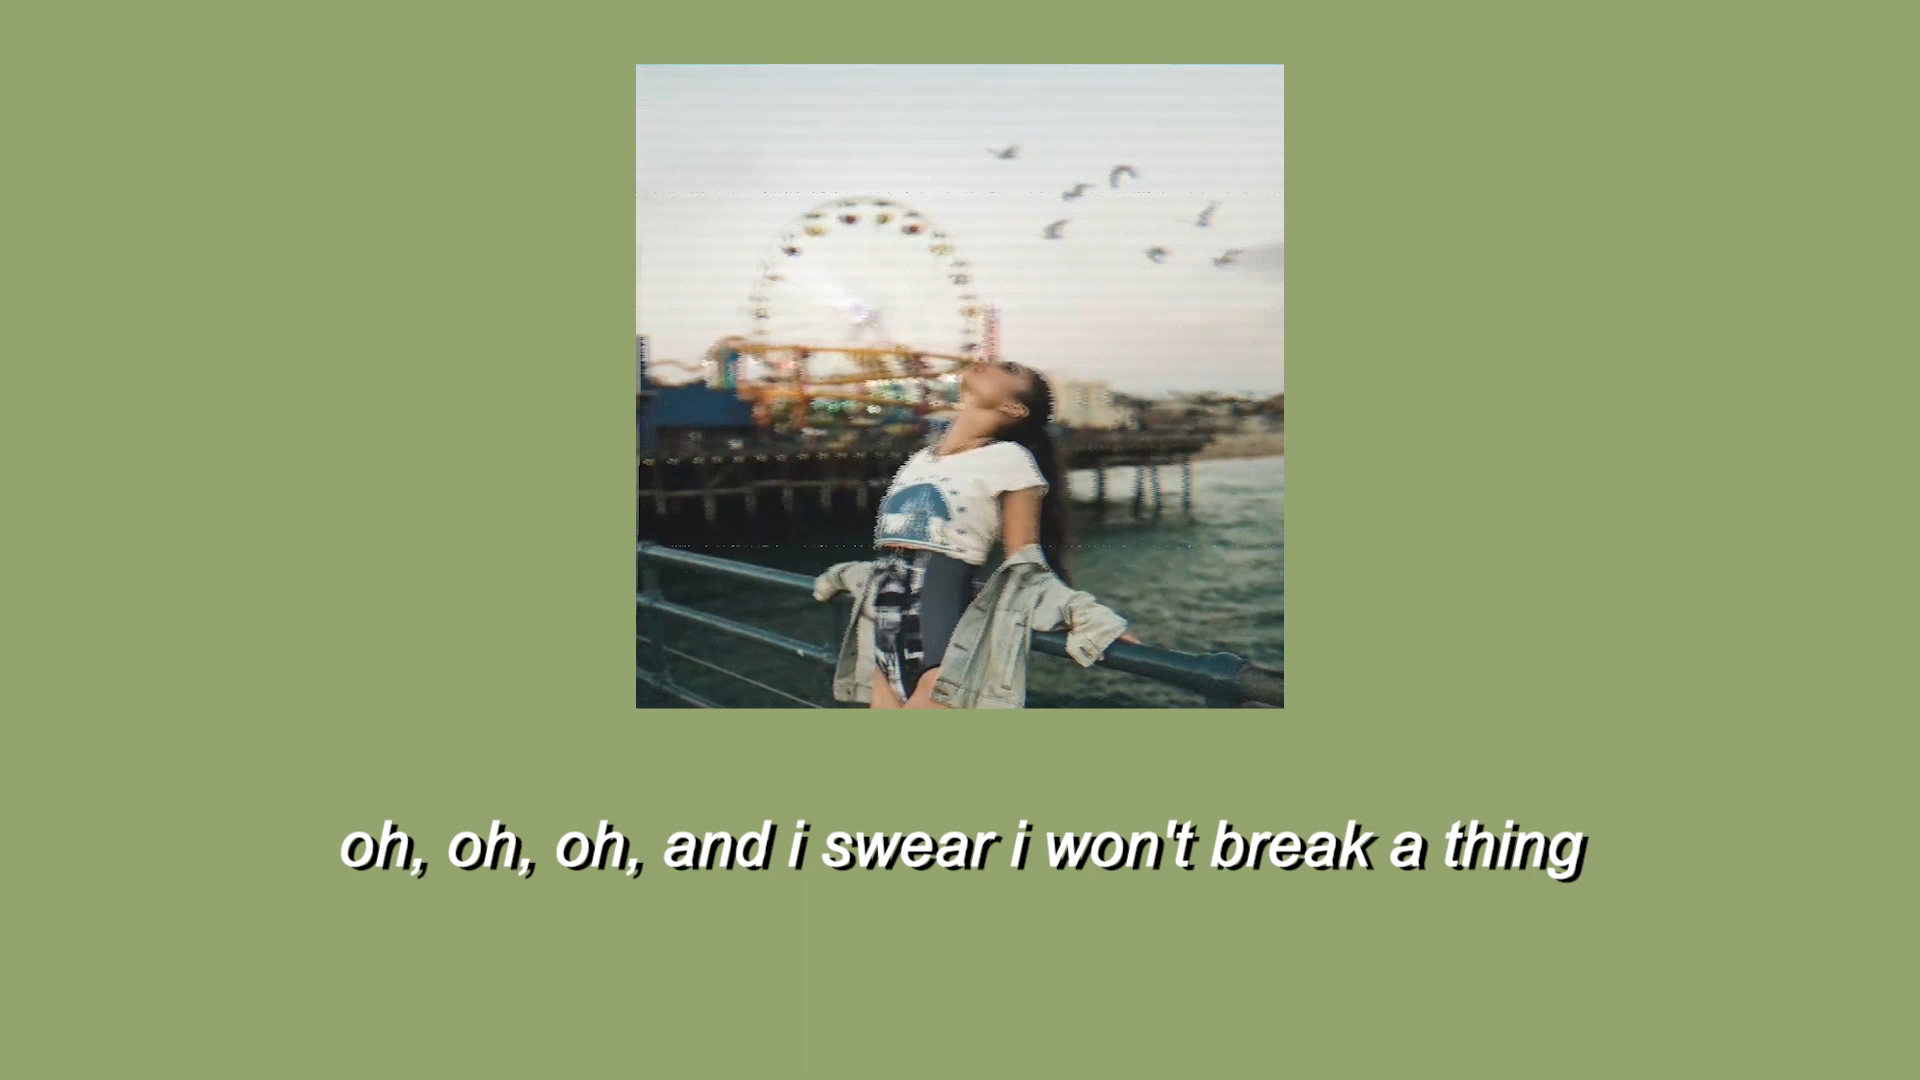 oh, oh, oh, and i swear i won't break a thing